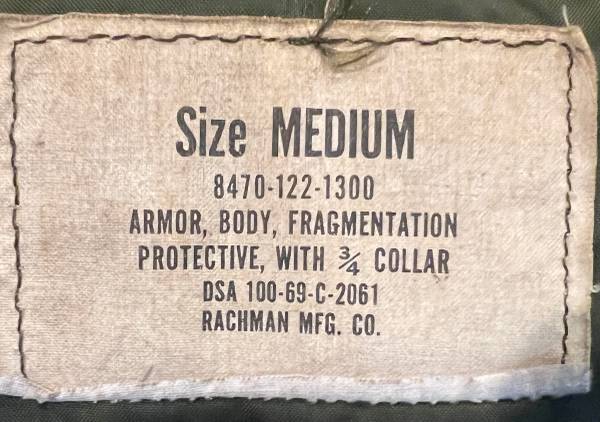 Size MEDIUM
8470-122-1300
ARMOR, BODY, FRAGMENTATION
PROTECTIVE, WITH ¾ COLLAR
DSA 100-69-C-2061
RACHMAN MFG. CO.